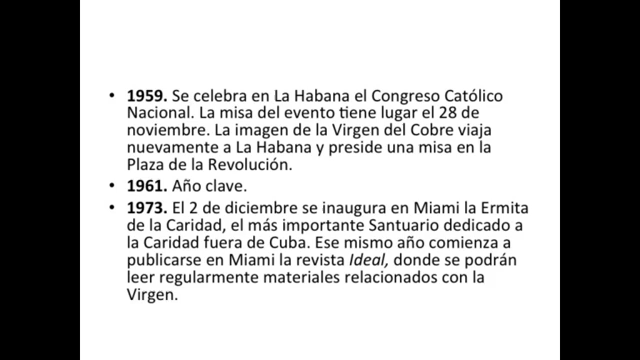 • 1959. Se celebra en La Habana el Congreso Católico
Nacional. La misa del evento tiene lugar el 28 de
noviembre. La imagen de la Virgen del Cobre viaja
nuevamente a La Habana y preside una misa en la
Plaza de la Revolución.
• 1961. Año clave.
• 1973. El 2 de diciembre se inaugura en Miami la Ermita
de la Caridad, el más importante Santuario dedicado a
la Caridad fuera de Cuba. Ese mismo año comienza a
publicarse en Miami la revista Ideal, donde se podrán
leer regularmente materiales relacionados con la
Virgen.